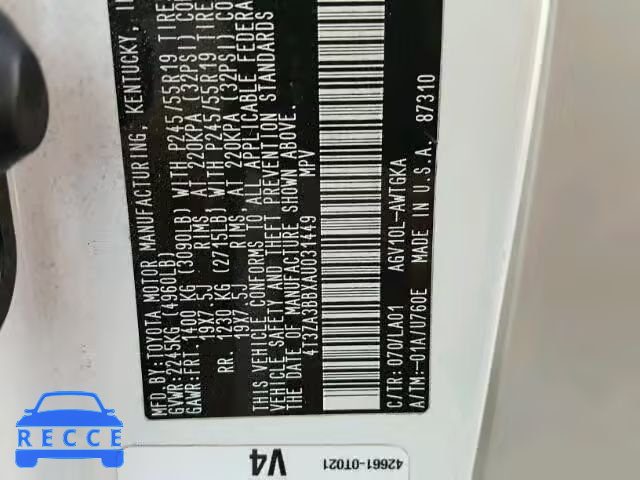 MFD.BY:TOYOTA MOTOR MANUFACTURING, KENTUCKY, I
GVWR:2245KG (4960LB)
GAWR:FRT. 1400 KG (3090LB) WITH P245/55R19 TIRE
19X7.5J RIMS, AT 220KPA (32PSI) CO
RR. 1230 KG (2715LB) WITH P245/55R19 TIRE
19X7.5J RIMS, AT 220KPA (32PSI) CO
THIS VEHICLE CONFORMS TO ALL APPLICABLE FEDERA
VEHICLE SAFETY AND THEFT PREVENTION STANDARDS
THE DATE OF MANUFACTURE SHOWN ABOVE.
4T3ZA3BBVAU031449 MPV
C/TR:070/LA01 AGV10L-AWTGKA
A/TM:-01A/U760E MADE IN U.S.A. 87310
V4 42661-0T021
RECCE